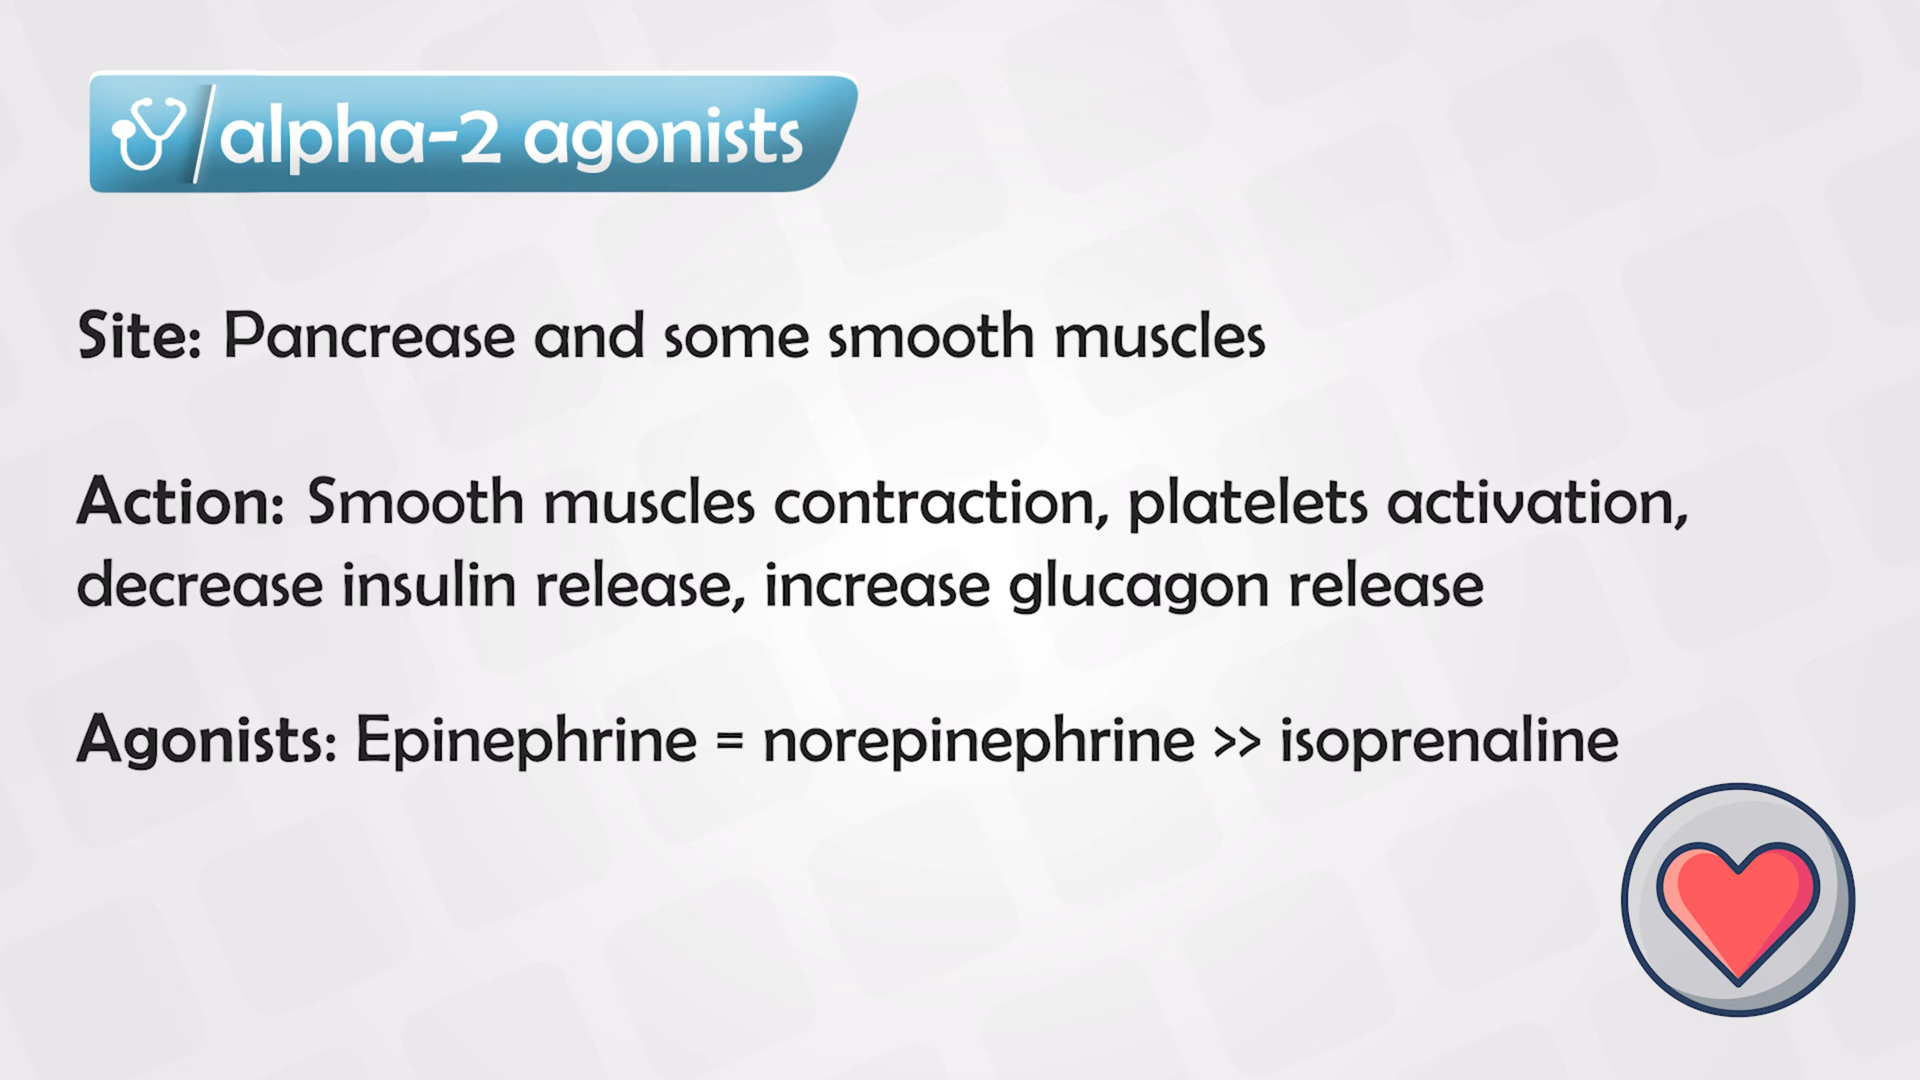 alpha-2 agonists
Site: Pancrease and some smooth muscles
Action: Smooth muscles contraction, platelets activation,
decrease insulin release, increase glucagon release
Agonists: Epinephrine = norepinephrine >> isoprenaline